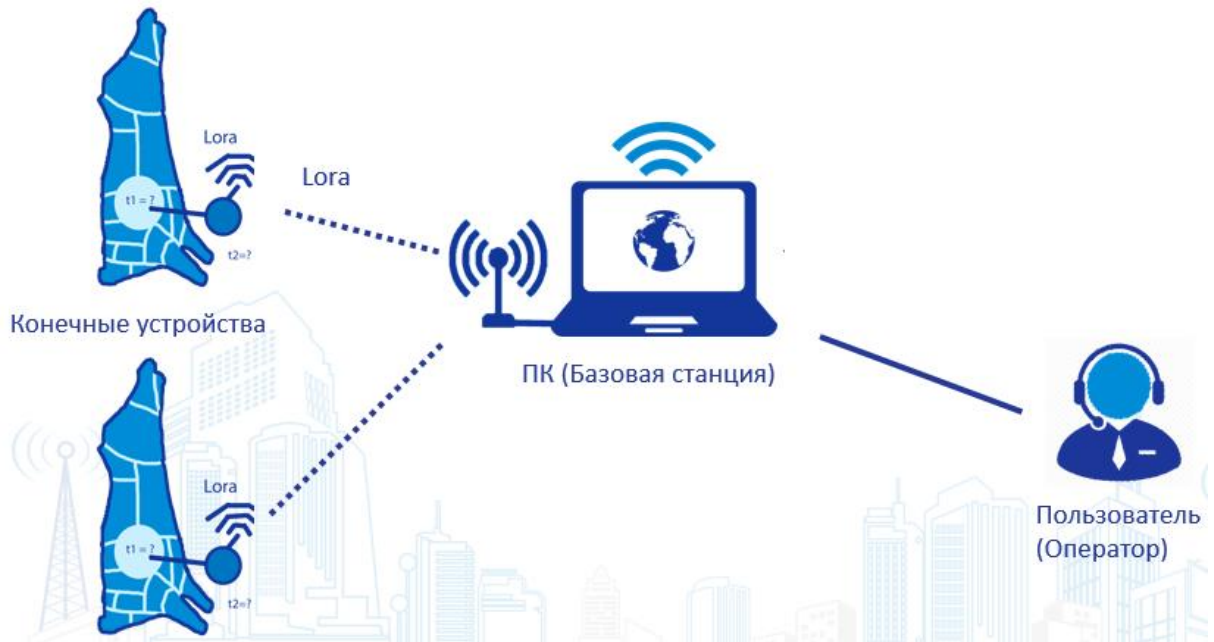 Lora
t1 = ?
t2=?
Конечные устройства
Lora
ПК (Базовая станция)
Lora
t1 = ?
t2=?
Пользователь
(Оператор)